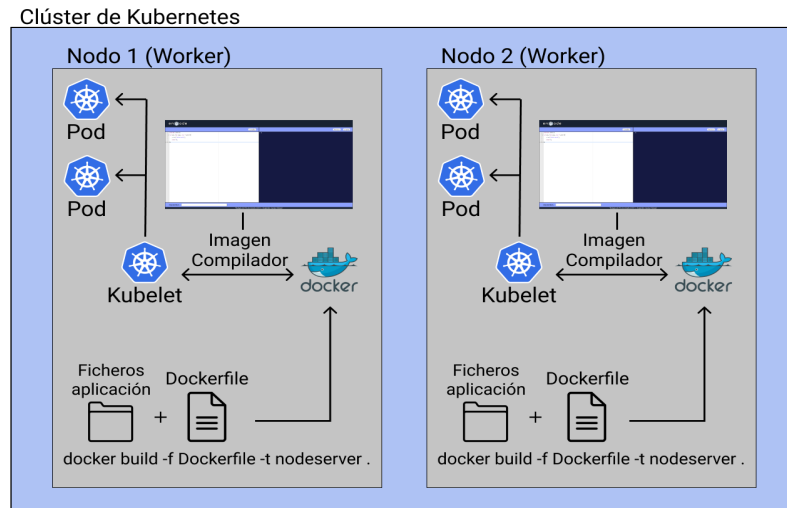 Clúster de Kubernetes
Nodo 1 (Worker)
Pod
Pod
Imagen
Compilador
Kubelet
docker
Ficheros
aplicación
Dockerfile
+
docker build -f Dockerfile -t nodeserver .
Nodo 2 (Worker)
Pod
Pod
Imagen
Compilador
Kubelet
docker
Ficheros
aplicación
Dockerfile
+
docker build -f Dockerfile -t nodeserver .